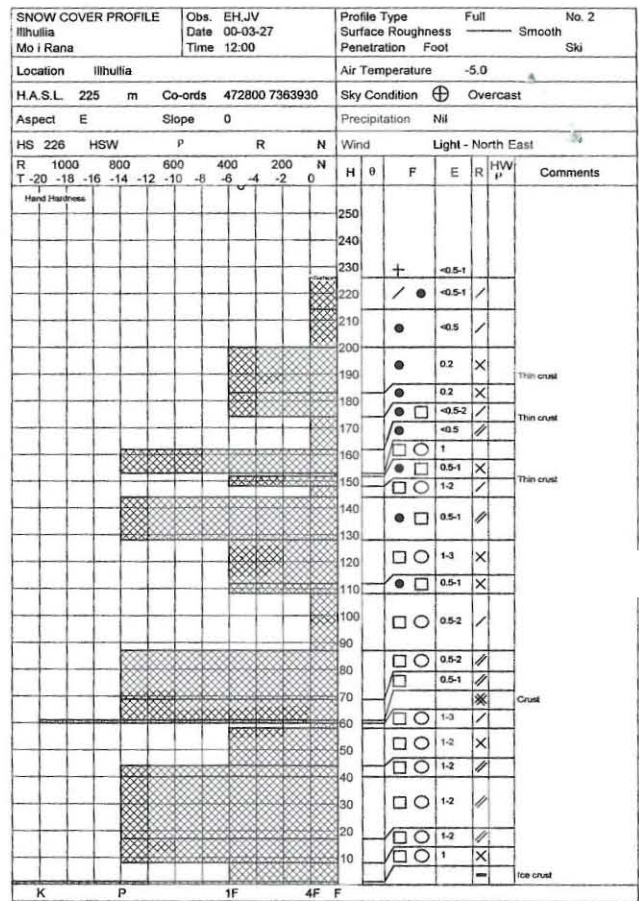 SNOW COVER PROFILE Obs. EH,JV Profile Type Full No. 2
Illhullia Date 00-03-27 Surface Roughness Smooth
Mo i Rana Time 12:00 Penetration Foot Ski
Location Illhullia Air Temperature -5.0
H.A.S.L. 225 m Co-ords 472800 7363930 Sky Condition Overcast
Aspect E Slope 0 Precipitation Nil
HS 226 HSW ρ R N Wind Light - North East
R 1000 800 600 400 200 N H θ F E R HW ρ Comments
T -20 -18 -16 -14 -12 -10 -8 -6 -4 -2 0
Hand Hardness
250
240
230 <0.5-1
220 <0.5-1
210 <0.5
200
190 0.2 Thin crust
180 0.2
<0.5-2 Thin crust
170 <0.5
160 1
0.5-1
150 1-2 Thin crust
140
130 0.5-1
120 1-3
110 0.5-1
100 0.5-2
90
80 0.5-2
0.5-1
70 Crust
60 1-3
50 1-2
40 1-2
30 1-2
20
10 1-2
1
Ice crust
K P 1F 4F F